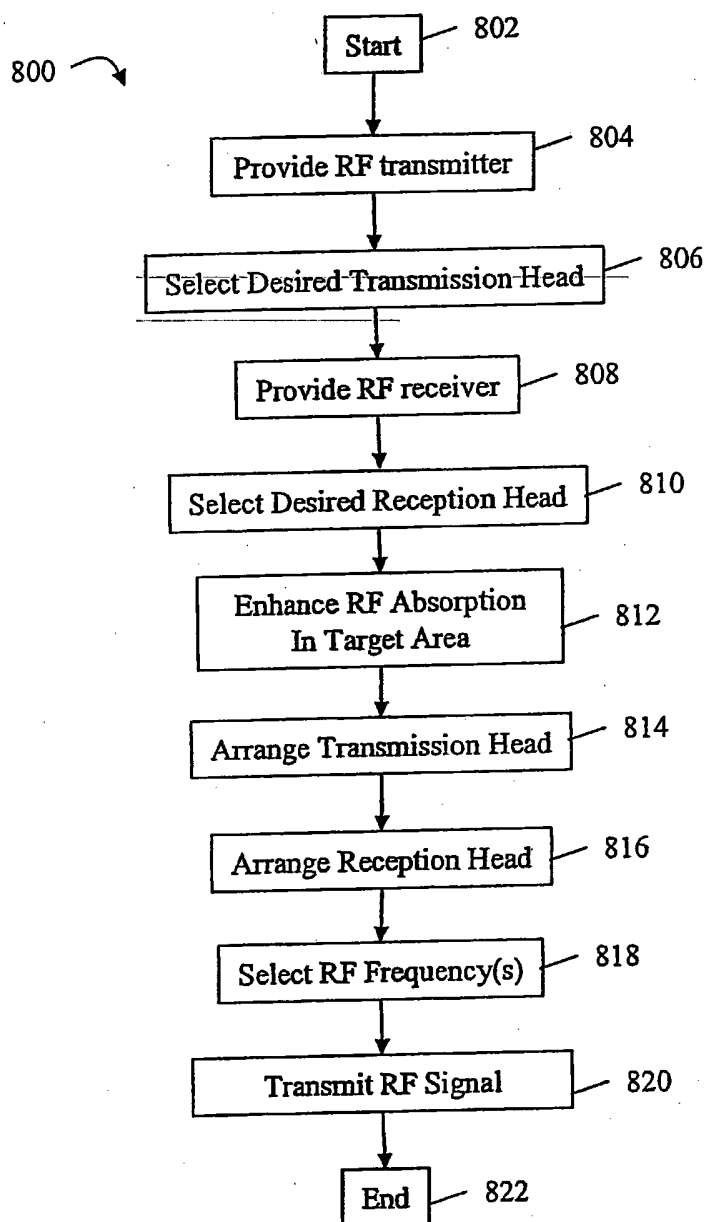 Start
802
800
Provide RF transmitter
804
Select Desired Transmission Head
806
Provide RF receiver
808
Select Desired Reception Head
810
Enhance RF Absorption
In Target Area
812
Arrange Transmission Head
814
Arrange Reception Head
816
Select RF Frequency(s)
818
Transmit RF Signal
820
End
822